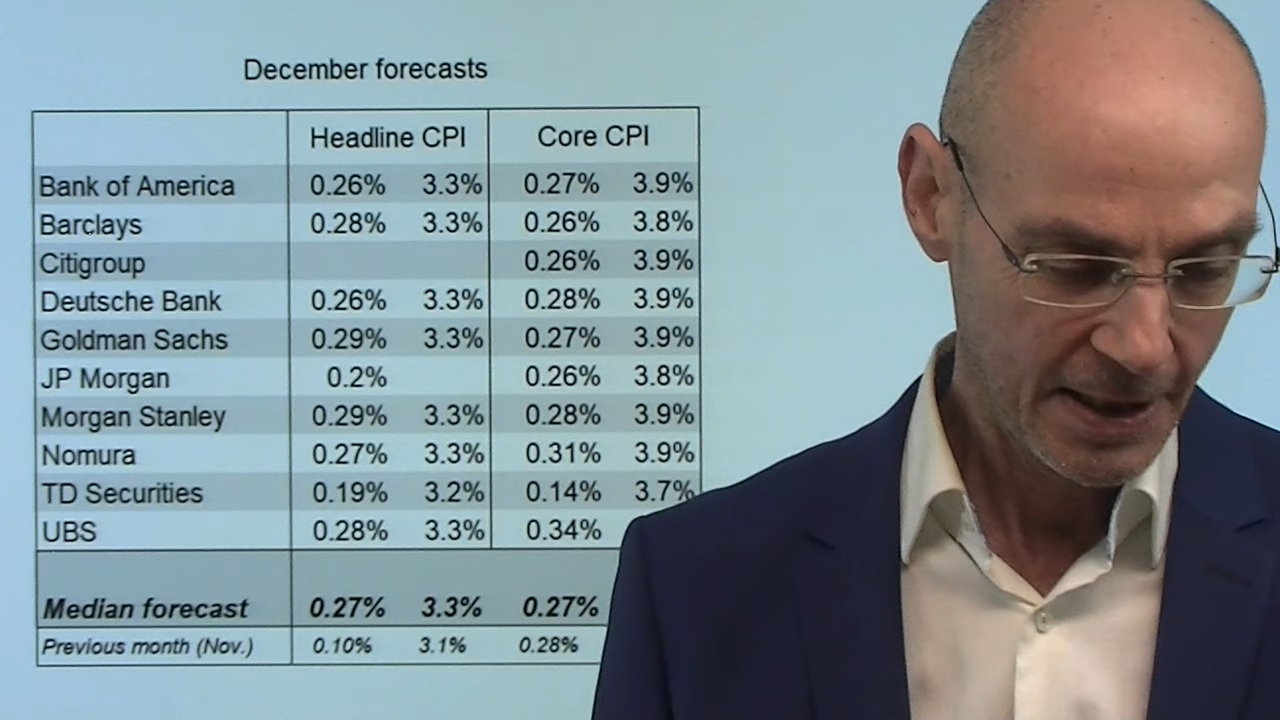 December forecasts
Headline CPI Core CPI
Bank of America 0.26% 3.3% 0.27% 3.9%
Barclays 0.28% 3.3% 0.26% 3.8%
Citigroup 0.26% 3.9%
Deutsche Bank 0.26% 3.3% 0.28% 3.9%
Goldman Sachs 0.29% 3.3% 0.27% 3.9%
JP Morgan 0.2% 0.26% 3.8%
Morgan Stanley 0.29% 3.3% 0.28% 3.9%
Nomura 0.27% 3.3% 0.31% 3.9%
TD Securities 0.19% 3.2% 0.14% 3.7%
UBS 0.28% 3.3% 0.34%
Median forecast 0.27% 3.3% 0.27%
Previous month (Nov.) 0.10% 3.1% 0.28%